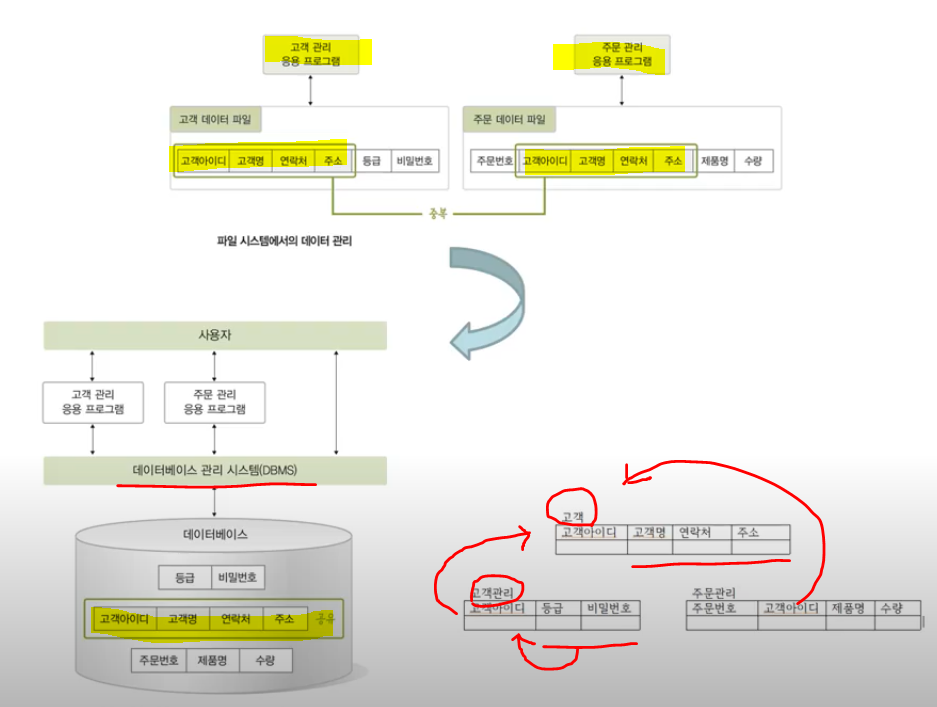 고객 관리
응용 프로그램
주문 관리
응용 프로그램
고객 데이터 파일
주문 데이터 파일
고객아이디 고객명 연락처 주소 등급 비밀번호
주문번호 고객아이디 고객명 연락처 주소 제품명 수량
중복
파일 시스템에서의 데이터 관리
사용자
고객 관리
응용 프로그램
주문 관리
응용 프로그램
데이터베이스 관리 시스템(DBMS)
데이터베이스
등급 비밀번호
고객아이디 고객명 연락처 주소 공유
주문번호 제품명 수량
고객
고객아이디 고객명 연락처 주소
고객관리
고객아이디 등급 비밀번호
주문관리
주문번호 고객아이디 제품명 수량